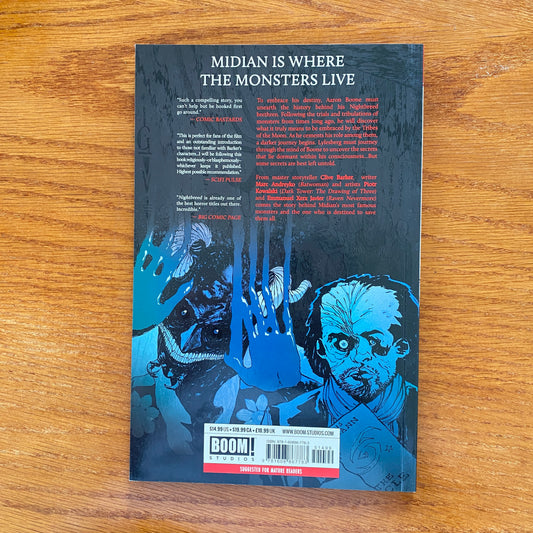 MIDIAN IS WHERE
THE MONSTERS LIVE
"Such a compelling story, you
can't help but be hooked first
go around."
— COMIC BASTARDS
"This is perfect for fans of the film
and an outstanding introduction
to those not familiar with Barker's
characters...I will be following this
book religiously–or blasphemously–
whichever keeps it published.
Highest possible recommendation."
— SCIFI PULSE
"Nightbreed is already one of
the best horror titles out there.
Incredible."
— BIG COMIC PAGE
To embrace his destiny, Aaron Boone must
unearth the history behind his Nightbreed
brethren. Following the trials and tribulations of
monsters from times long ago, he will discover
what it truly means to be embraced by the Tribes
of the Moon. As he cements his role among them,
a darker journey begins. Lylesberg must journey
through the mind of Boone to uncover the secrets
that lie dormant within his consciousness...But
some secrets are best left untold.
From master storyteller Clive Barker, writer
Marc Andreyko (Batwoman) and artists Piotr
Kowalski (Dark Tower: The Drawing of Three)
and Emmanuel Xerx Javier (Raven Nevermore)
comes the story behind Midian's most famous
monsters and the one who is destined to save
them all.
$14.99 US • $19.99 CA • £10.99 UK
WWW.BOOM-STUDIOS.COM
BOOM!
STUDIOS
51499
SUGGESTED FOR MATURE READERS